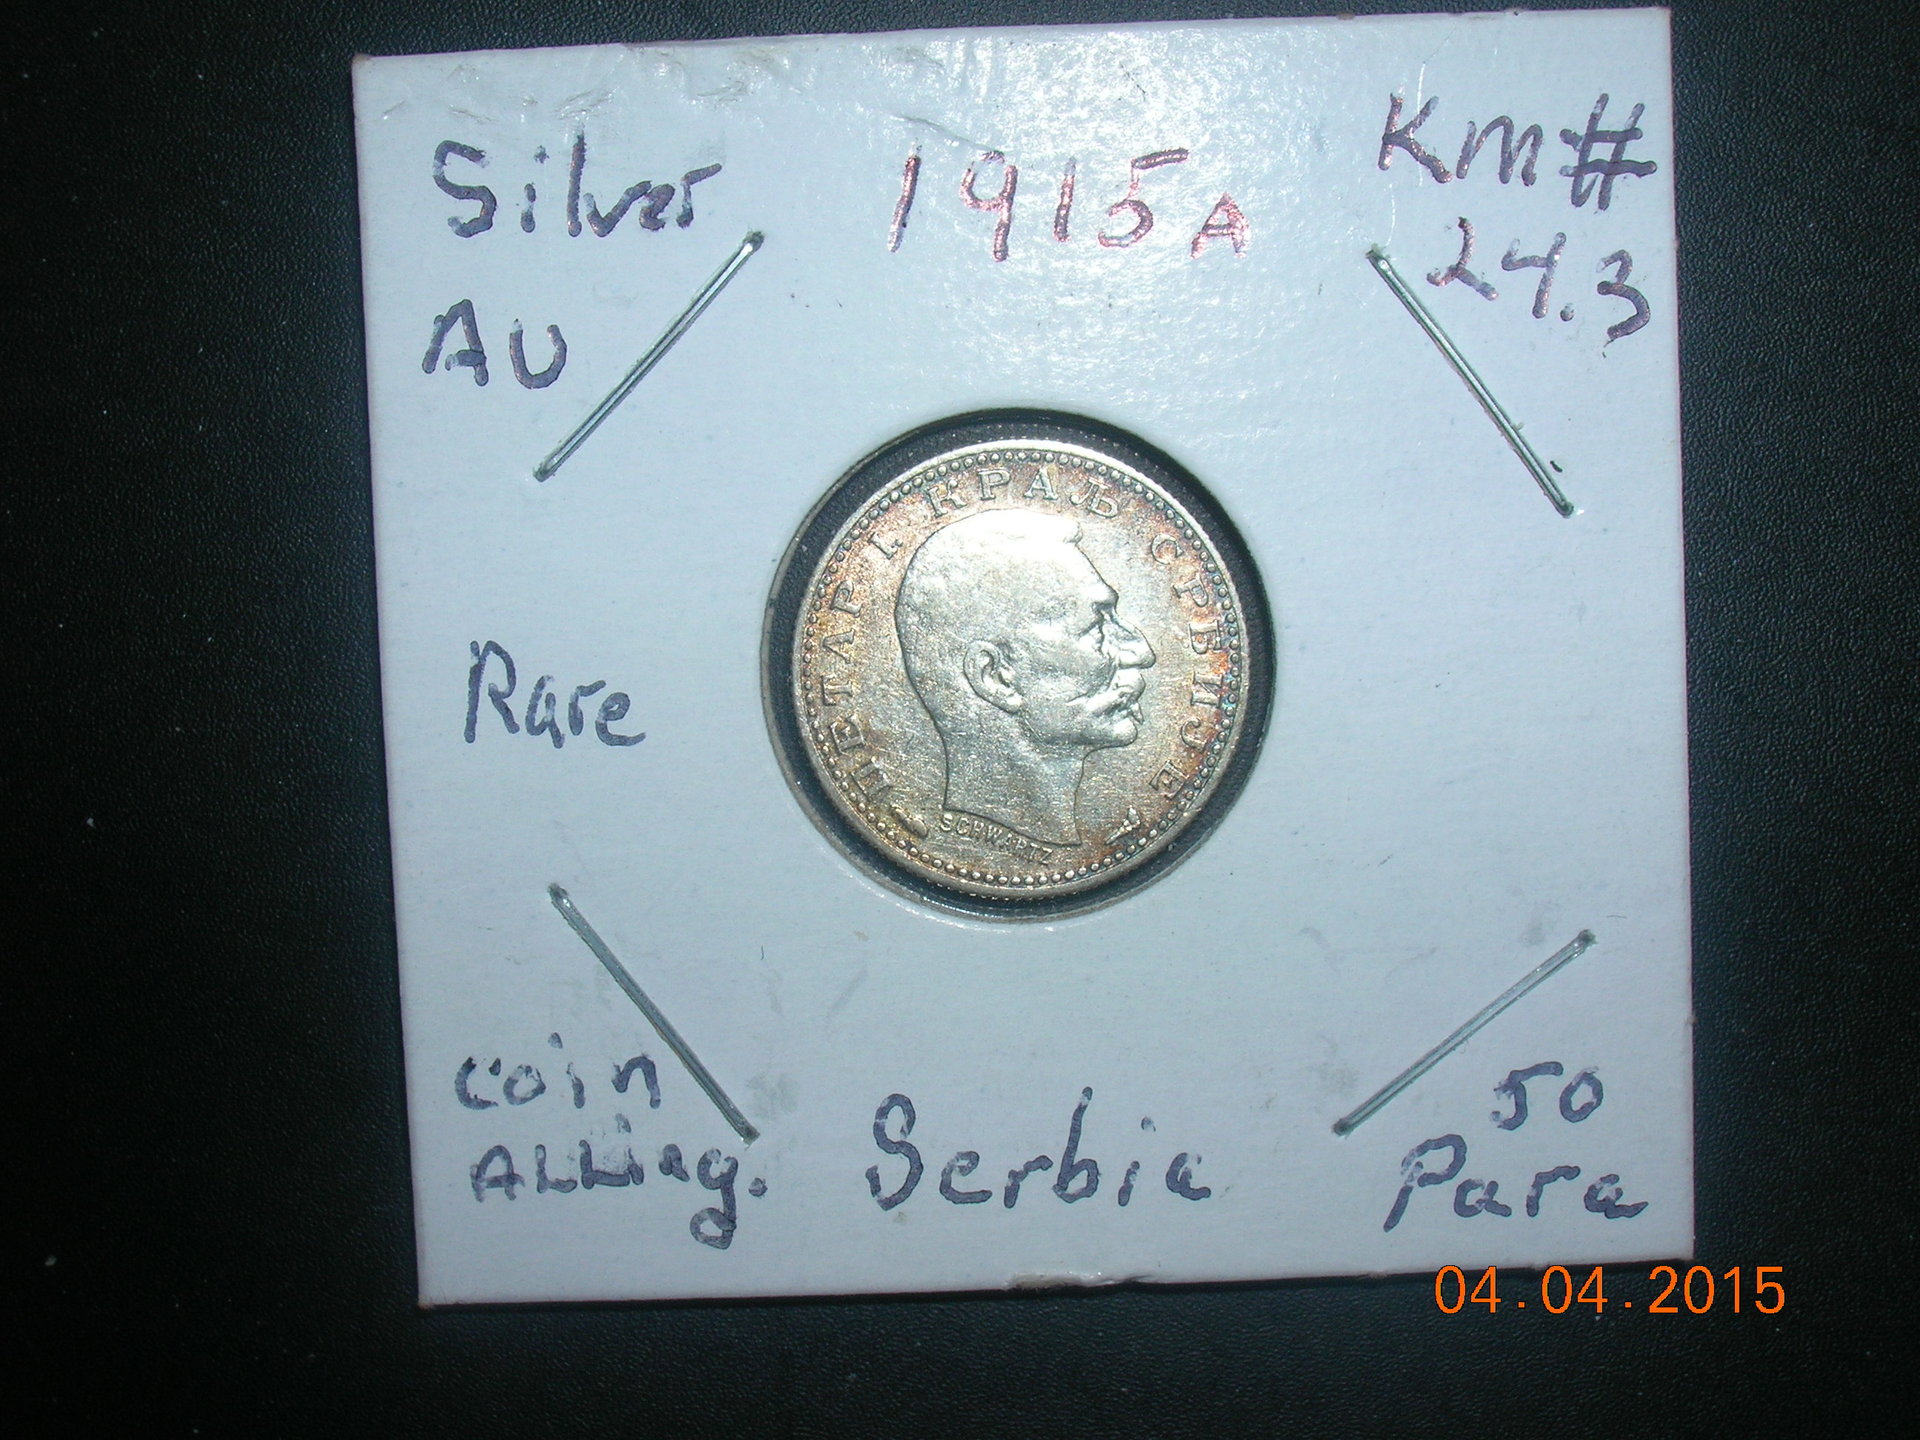 Silver
1915A
Km#
24.3
AU
ПЕТАР I. КРАЉ СРБИЈЕ
SCHWARTZ
Rare
coin
ALLing.
Serbia
50
Para
04.04.2015